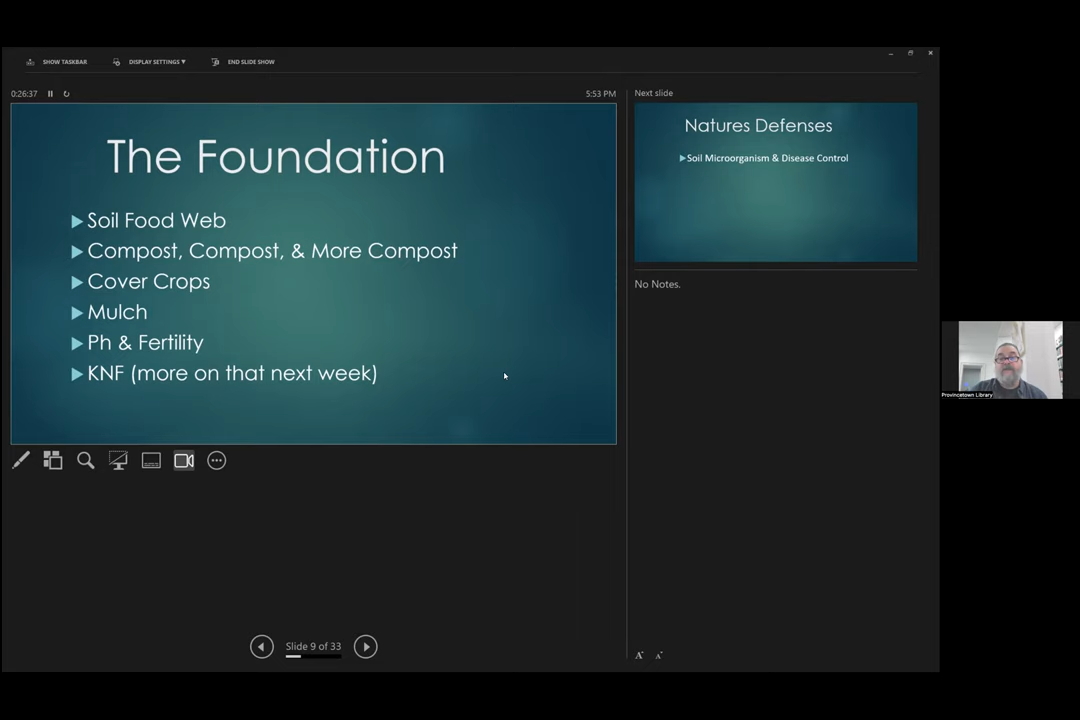 SHOW TASKBAR
DISPLAY SETTINGS ▼
END SLIDE SHOW
0:26:37
5:53 PM
The Foundation
Soil Food Web
Compost, Compost, & More Compost
Cover Crops
Mulch
Ph & Fertility
KNF (more on that next week)
Slide 9 of 33
Next slide
Natures Defenses
Soil Microorganism & Disease Control
No Notes.
A
A
Provincetown Library